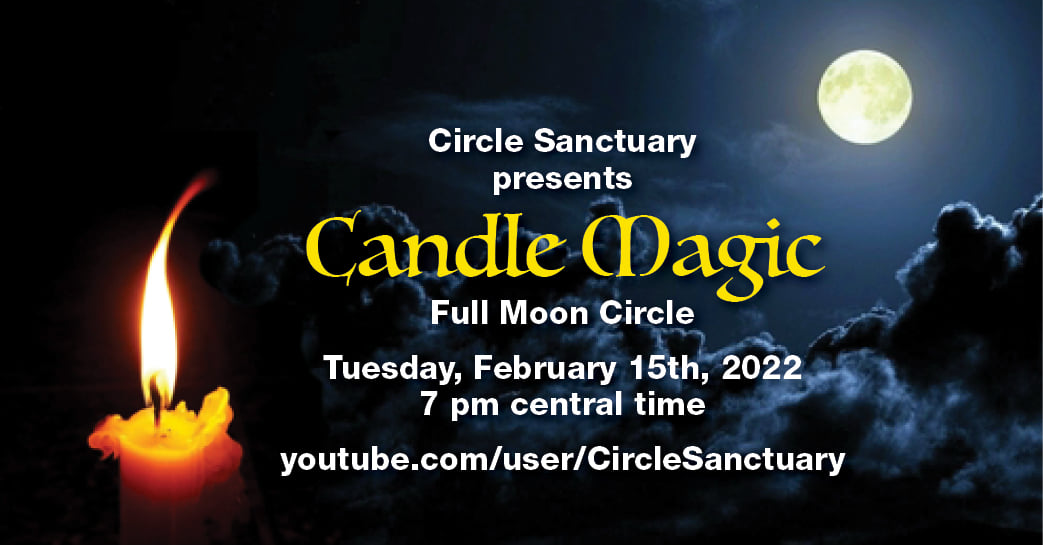 Circle Sanctuary
presents
Candle Magic
Full Moon Circle
Tuesday, February 15th, 2022
7 pm central time
youtube.com/user/CircleSanctuary